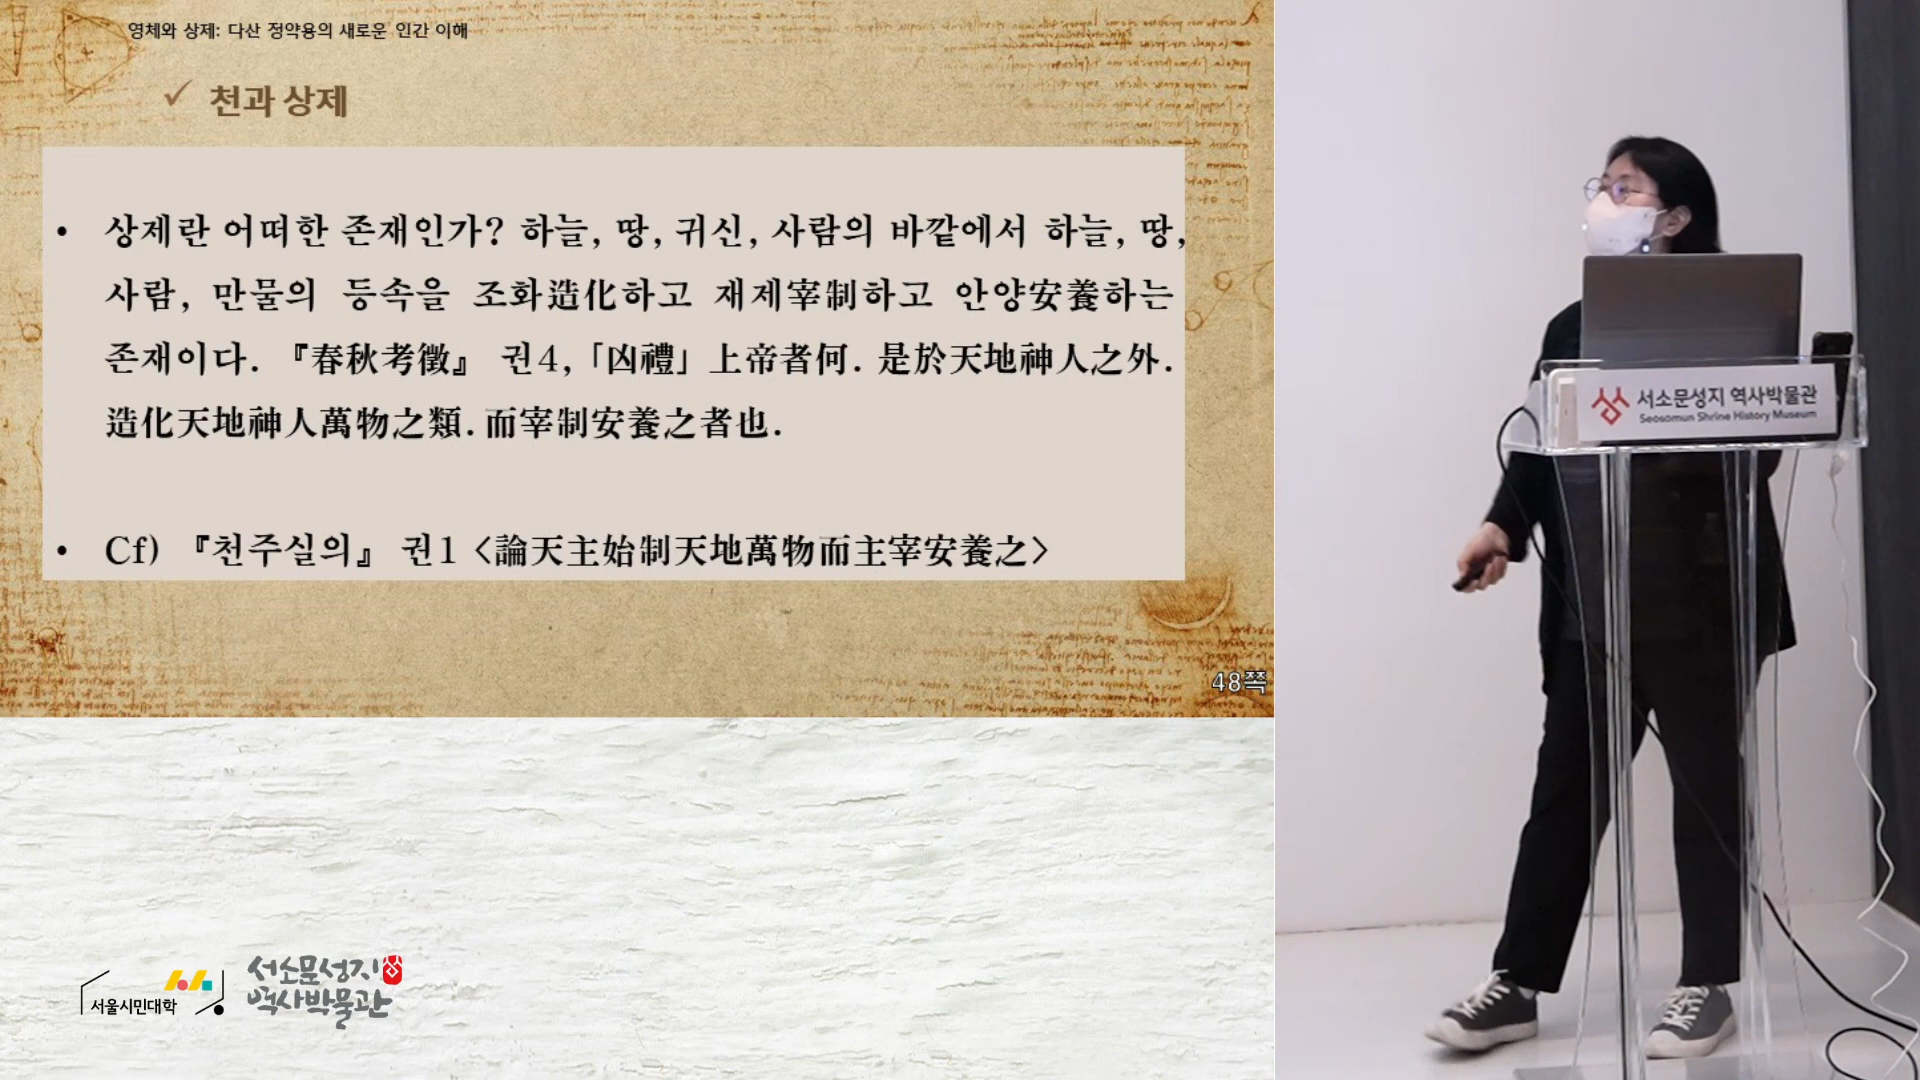 영체와 상제: 다산 정약용의 새로운 인간 이해
✓ 천과 상제
• 상제란 어떠한 존재인가? 하늘, 땅, 귀신, 사람의 바깥에서 하늘, 땅,
사람, 만물의 등속을 조화造化하고 재제宰制하고 안양安養하는
존재이다. 『春秋考徵』 권4,「凶禮」上帝者何. 是於天地神人之外.
造化天地神人萬物之類. 而宰制安養之者也.
• Cf) 『천주실의』 권1 <論天主始制天地萬物而主宰安養之>
48쪽
서울시민대학
서소문성지
역사박물관
서소문성지 역사박물관
Seosomun Shrine History Museum